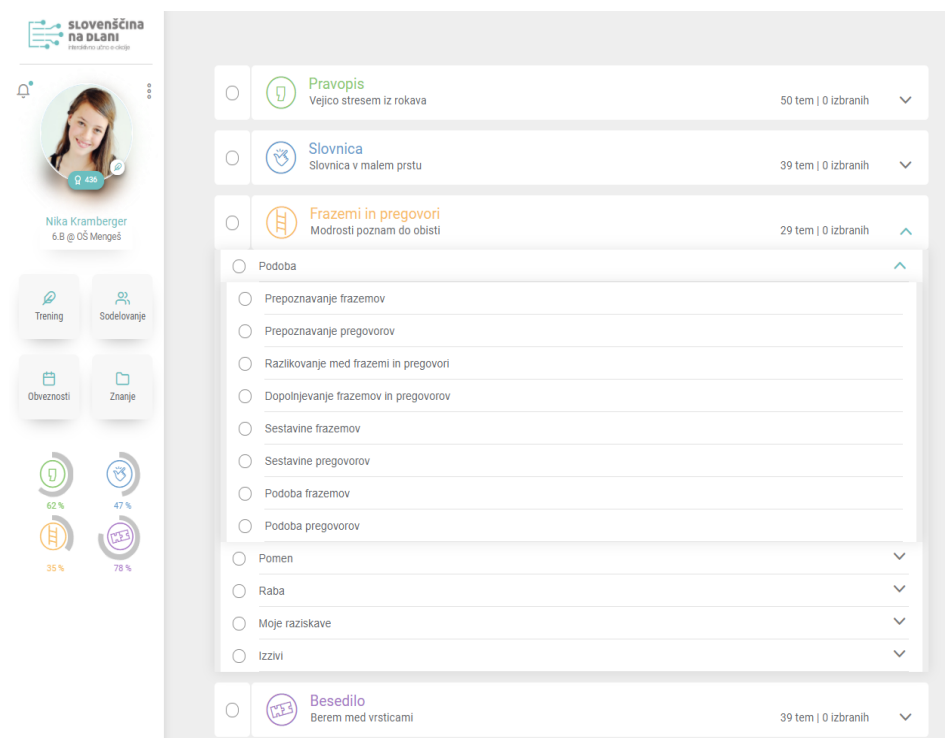 slovenščina
na dlani
interaktivno učno e-okolje
436
Nika Kramberger
6.B @ OŠ Mengeš
Trening
Sodelovanje
Obveznosti
Znanje
62 %
47 %
35 %
78 %
Pravopis
Vejico stresem iz rokava
50 tem | 0 izbranih
Slovnica
Slovnica v malem prstu
39 tem | 0 izbranih
Frazemi in pregovori
Modrosti poznam do obisti
29 tem | 0 izbranih
Podoba
Prepoznavanje frazemov
Prepoznavanje pregovorov
Razlikovanje med frazemi in pregovori
Dopolnjevanje frazemov in pregovorov
Sestavine frazemov
Sestavine pregovorov
Podoba frazemov
Podoba pregovorov
Pomen
Raba
Moje raziskave
Izzivi
Besedilo
Berem med vrsticami
39 tem | 0 izbranih